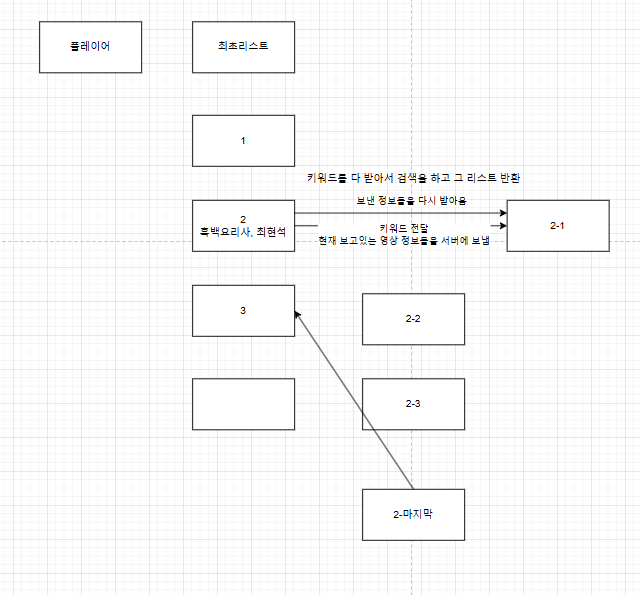 플레이어
최초리스트
1
키워드를 다 받아서 검색을 하고 그 리스트 반환
보낸 정보들을 다시 받아옴
2
흑백요리사, 최현석
키워드 전달
현재 보고있는 영상 정보들을 서버에 보냄
2-1
3
2-2
2-3
2-마지막